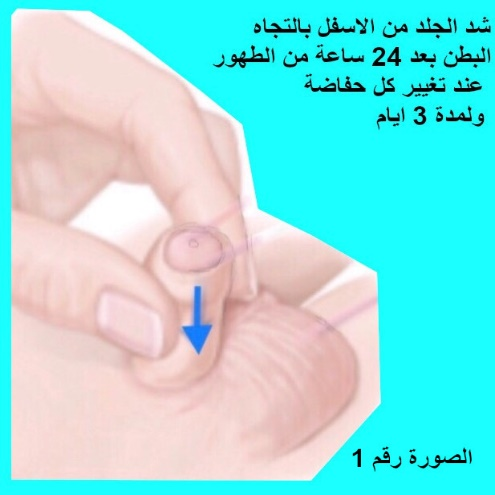 شد الجلد من الاسفل بالتجاه
البطن بعد 24 ساعة من الطهور
عند تغيير كل حفاضة
ولمدة 3 ايام
الصورة رقم 1